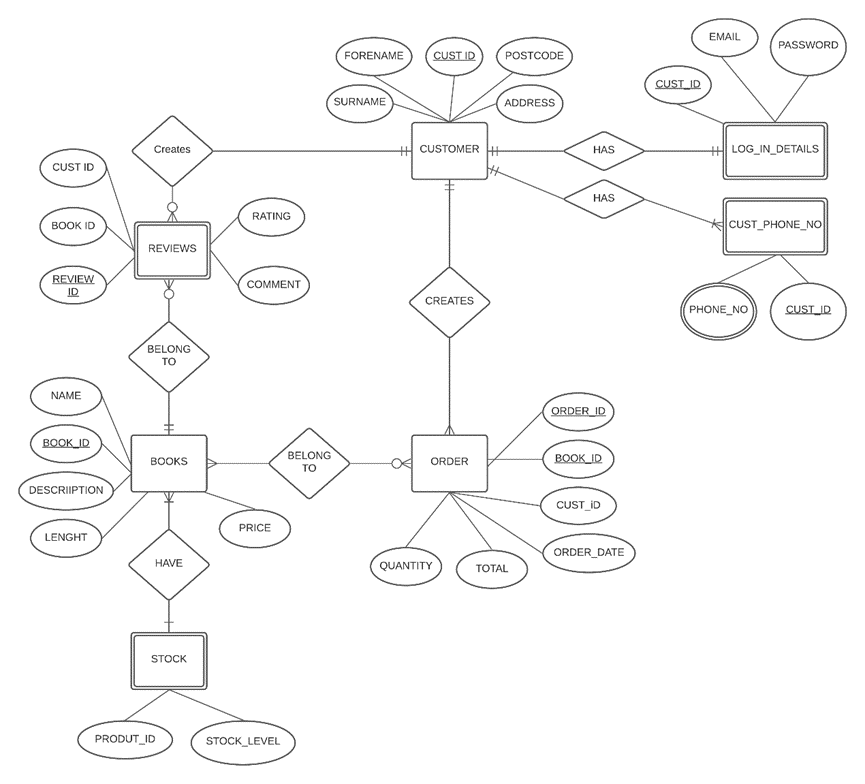 EMAIL
PASSWORD
FORENAME
CUST ID
POSTCODE
CUST_ID
SURNAME
ADDRESS
Creates
CUSTOMER
HAS
LOG_IN_DETAILS
CUST ID
HAS
BOOK ID
REVIEWS
RATING
CUST_PHONE_NO
REVIEW
ID
COMMENT
CREATES
PHONE_NO
CUST_ID
BELONG
TO
NAME
ORDER_ID
BOOK_ID
BOOKS
BELONG
TO
ORDER
BOOK_ID
DESCRIIPTION
CUST_iD
LENGHT
PRICE
ORDER_DATE
HAVE
QUANTITY
TOTAL
STOCK
PRODUT_ID
STOCK_LEVEL